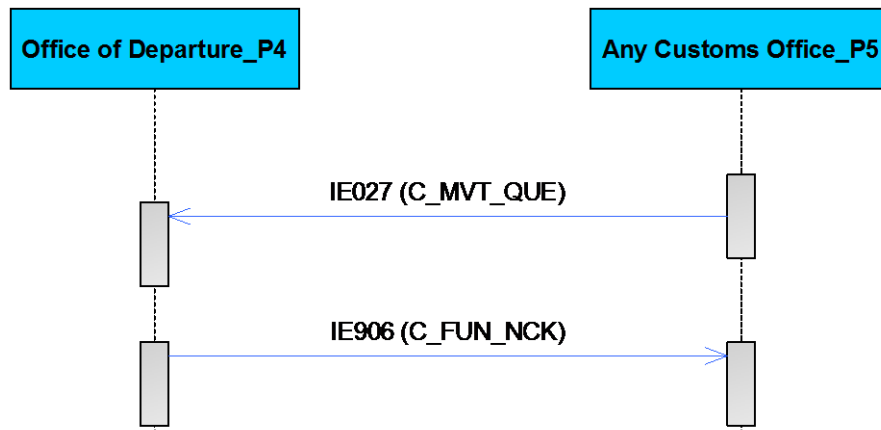 Office of Departure_P4
Any Customs Office_P5
IE027 (C_MVT_QUE)
IE906 (C_FUN_NCK)